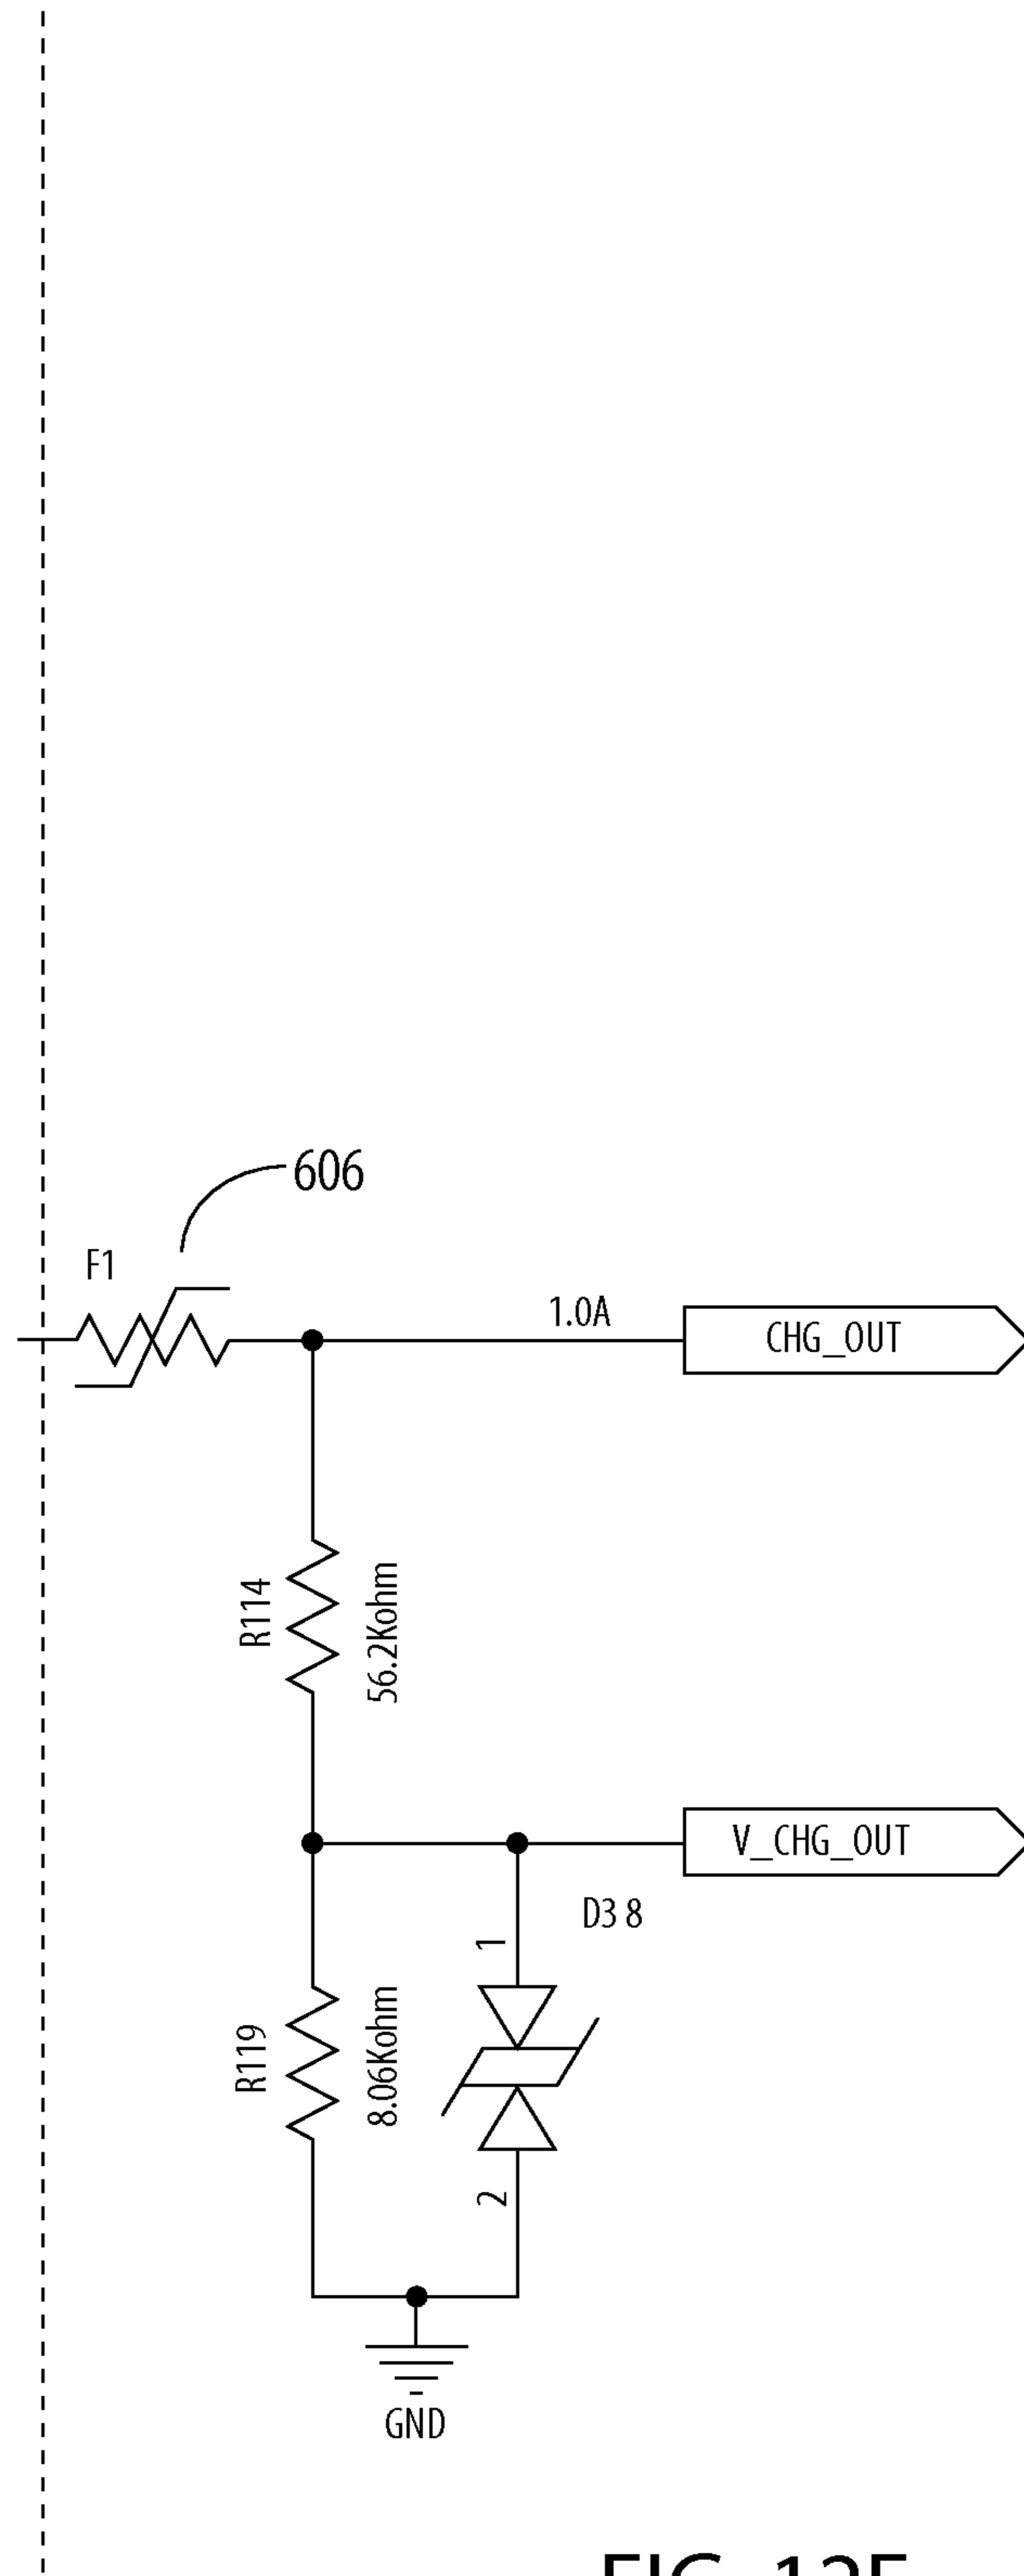 606
F1
1.0A
CHG_OUT
R114
56.2Kohm
V_CHG_OUT
D3 8
1
R119
8.06Kohm
2
GND